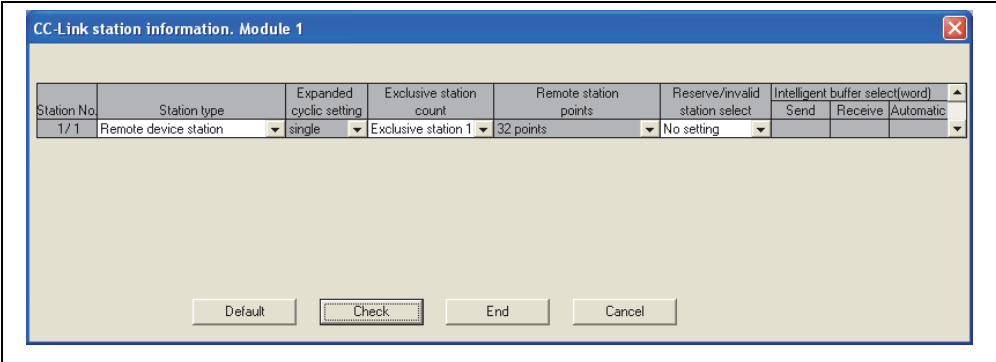 CC-Link station information. Module 1
Station No. Station type Expanded cyclic setting Exclusive station count Remote station points Reserve/invalid station select Intelligent buffer select(word) Send Receive Automatic
1/1 Remote device station single Exclusive station 1 32 points No setting
Default Check End Cancel